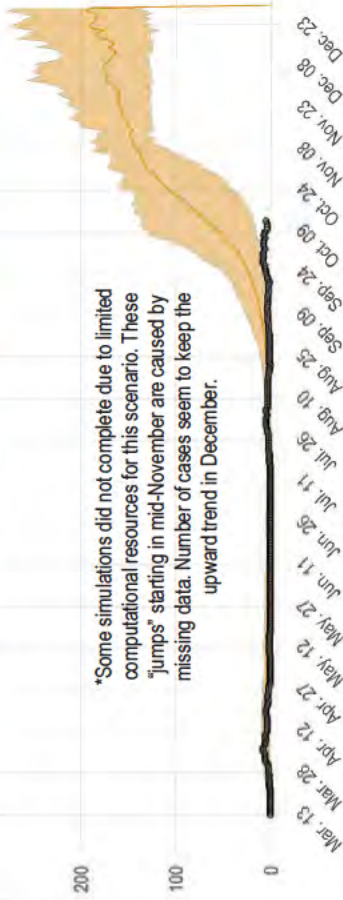 *Some simulations did not complete due to limited
computational resources for this scenario. These
"jumps" starting in mid-November are caused by
missing data. Number of cases seem to keep the
upward trend in December.
200
100
0
Mar. 13
Mar. 28
Apr. 12
Apr. 27
May. 12
May. 27
Jun. 11
Jun. 26
Jul. 11
Jul. 26
Aug. 10
Aug. 25
Sep. 09
Sep. 24
Oct. 09
Oct. 24
Nov. 08
Nov. 23
Dec. 08
Dec. 23